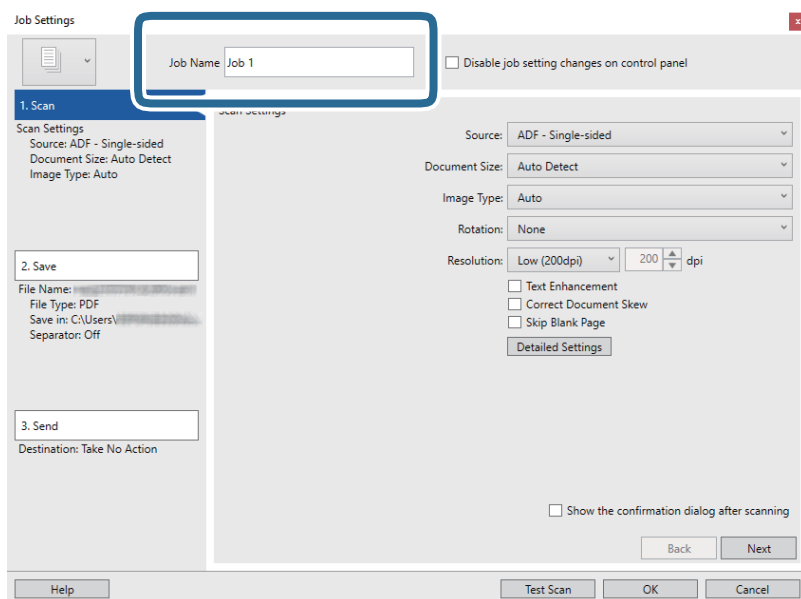 Job Settings
x
Job Name Job 1
Disable job setting changes on control panel
1. Scan
Scan Settings
Source: ADF - Single-sided
Document Size: Auto Detect
Image Type: Auto
Scan Settings
Source: ADF - Single-sided
Document Size: Auto Detect
Image Type: Auto
Rotation: None
Resolution: Low (200dpi) 200 dpi
Text Enhancement
Correct Document Skew
Skip Blank Page
Detailed Settings
2. Save
File Name:
File Type: PDF
Save in: C:\Users\
Separator: Off
3. Send
Destination: Take No Action
Show the confirmation dialog after scanning
Back Next
Help Test Scan OK Cancel